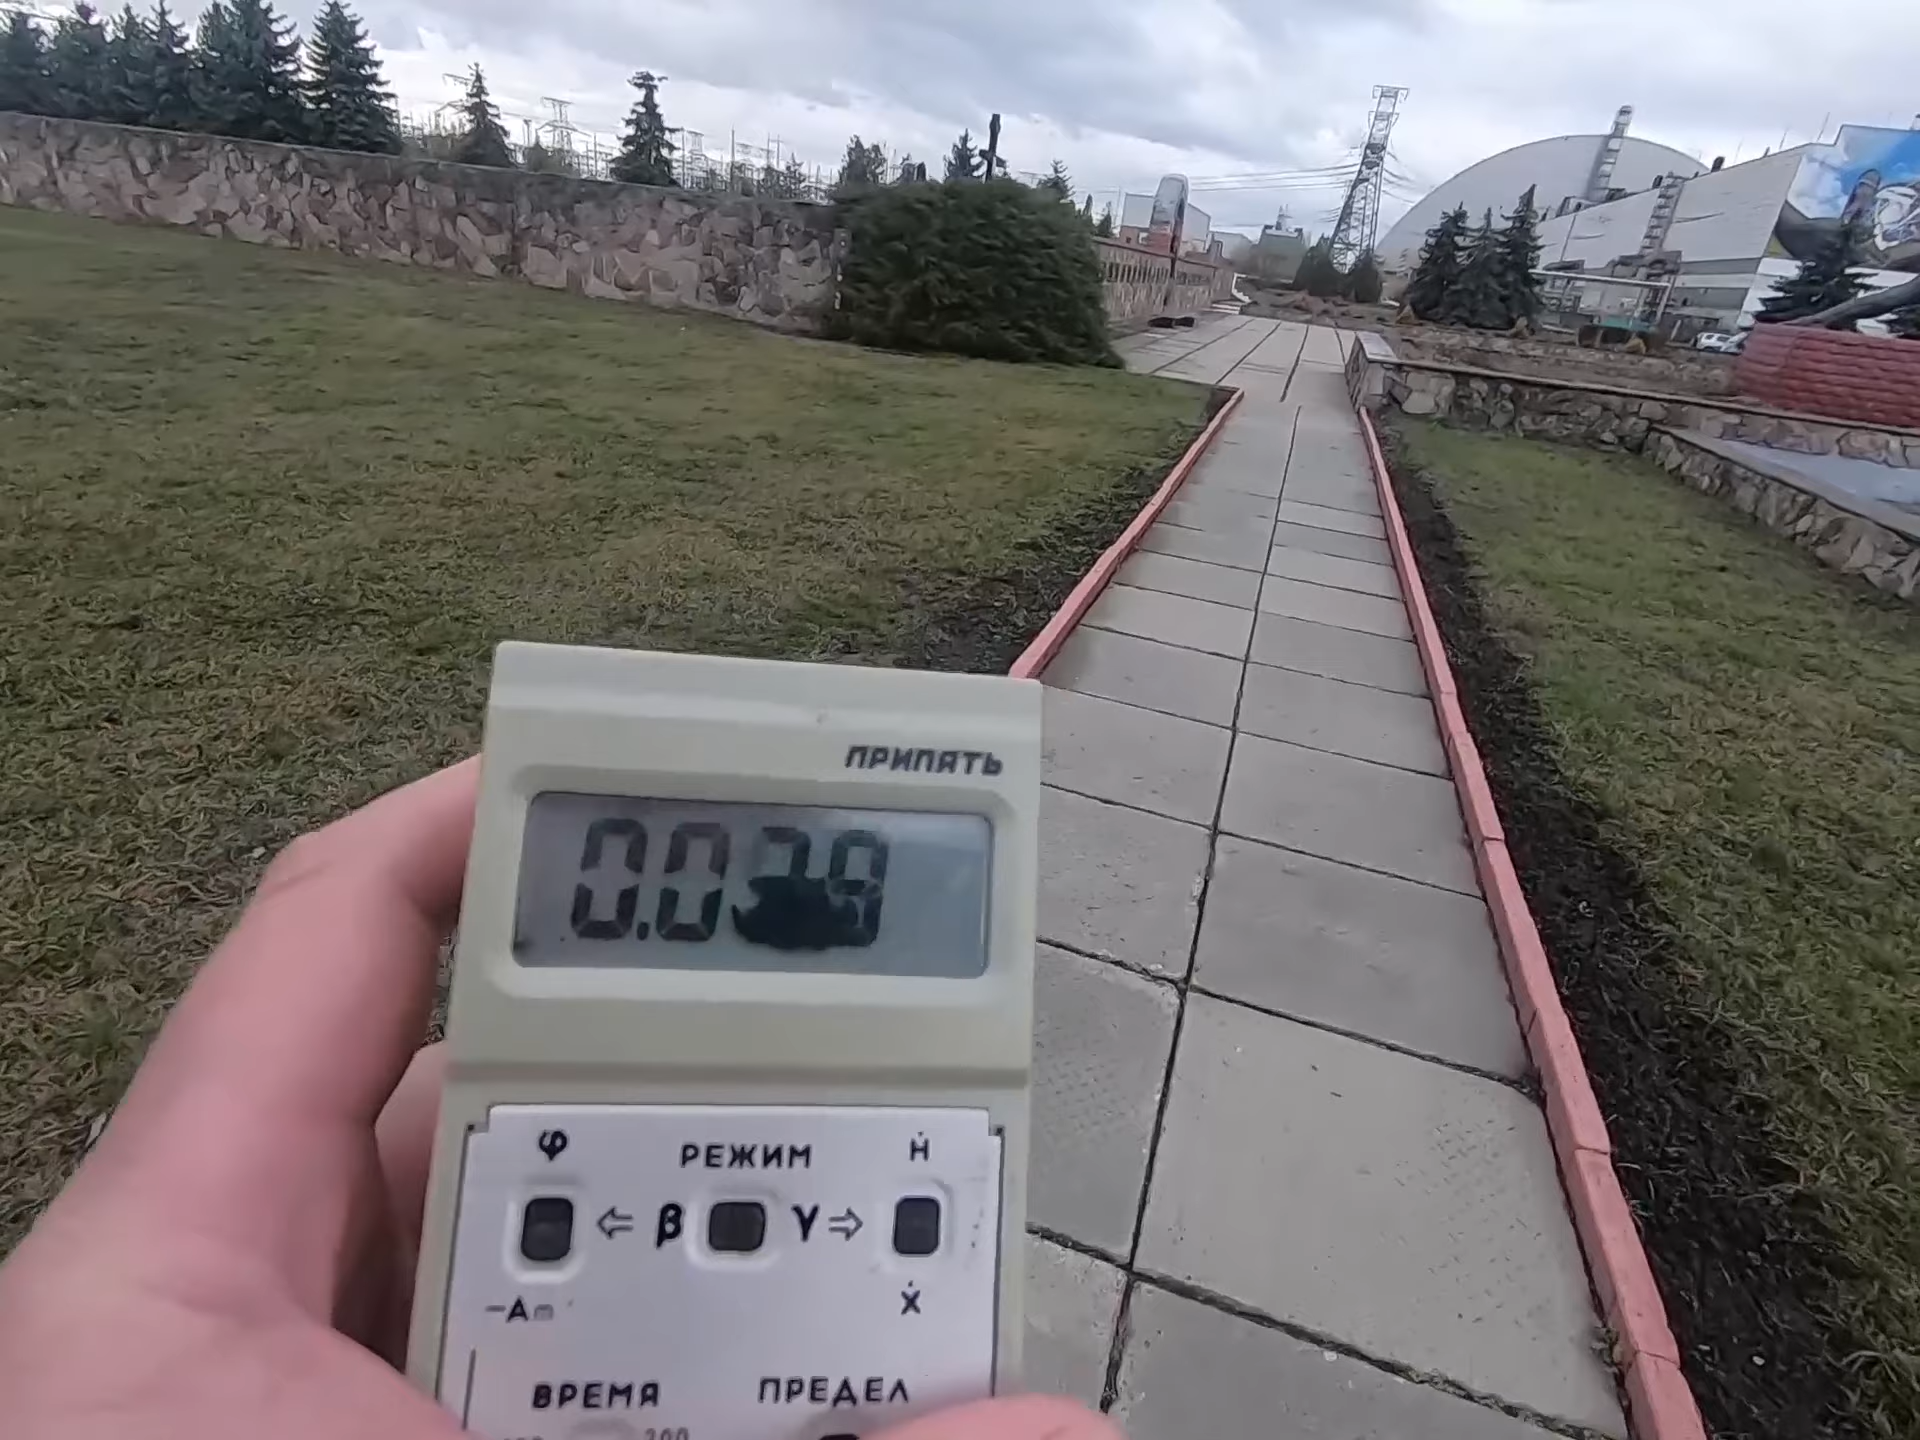 ПРИПЯТЬ
φ РЕЖИМ Ḣ
⇐ β γ ⇒
Ẋ
ВРЕМЯ ПРЕДЕЛ